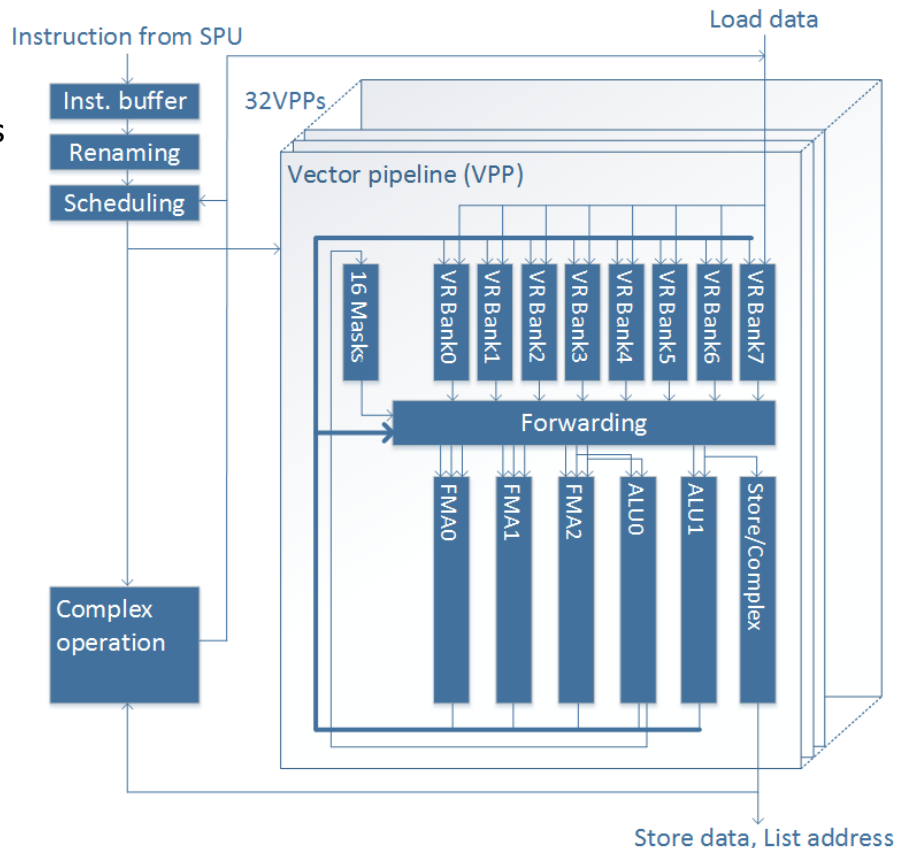 Load data
Instruction from SPU
32VPPs
Inst. buffer
s
Renaming
Vector pipeline (VPP)
Scheduling
16 Masks
VR Bank0
VR Bank1
VR Bank2
VR Bank3
VR Bank4
VR Bank5
VR Bank6
VR Bank7
Forwarding
FMA0
FMA1
FMA2
ALU0
ALU1
Store/Complex
Complex
operation
Store data, List address